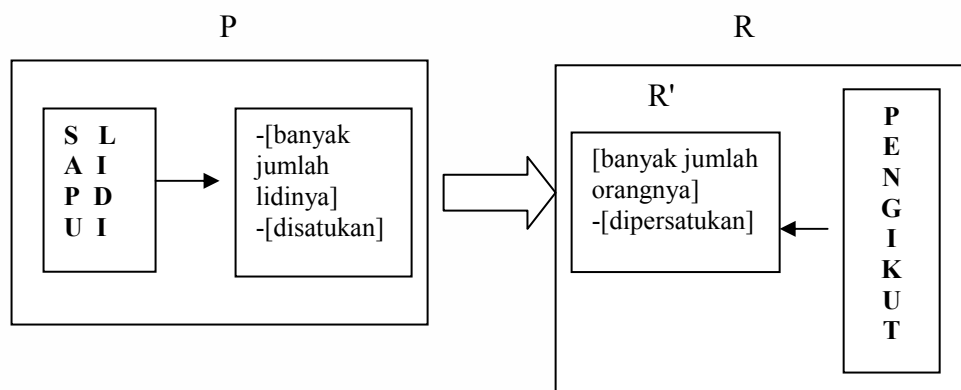 P
S L
A I
P D
U I
-[banyak
jumlah
lidinya]
-[disatukan]
R
R'
[banyak jumlah
orangnya]
-[dipersatukan]
P
E
N
G
I
K
U
T